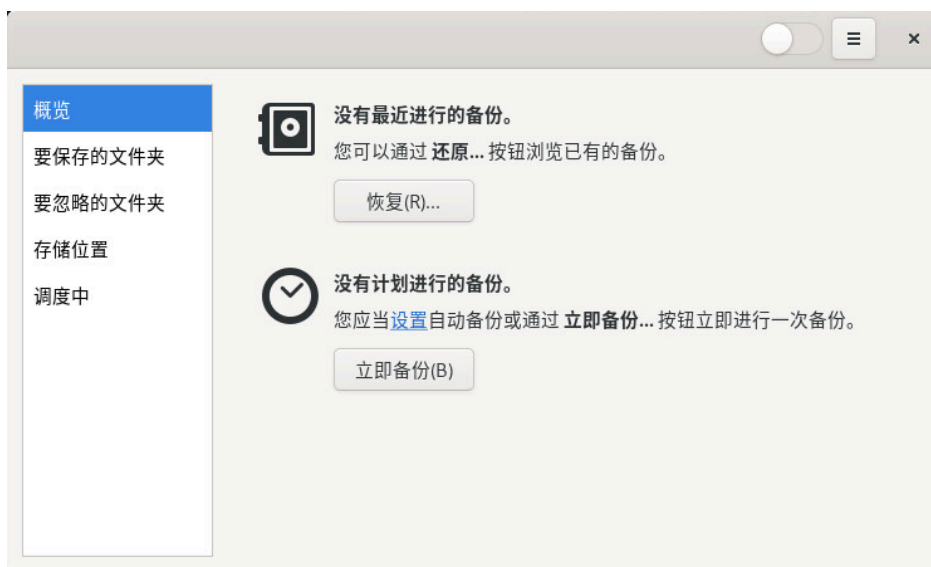 概览
要保存的文件夹
要忽略的文件夹
存储位置
调度中
没有最近进行的备份。
您可以通过 还原... 按钮浏览已有的备份。
恢复(R)...
没有计划进行的备份。
您应当设置自动备份或通过 立即备份... 按钮立即进行一次备份。
立即备份(B)